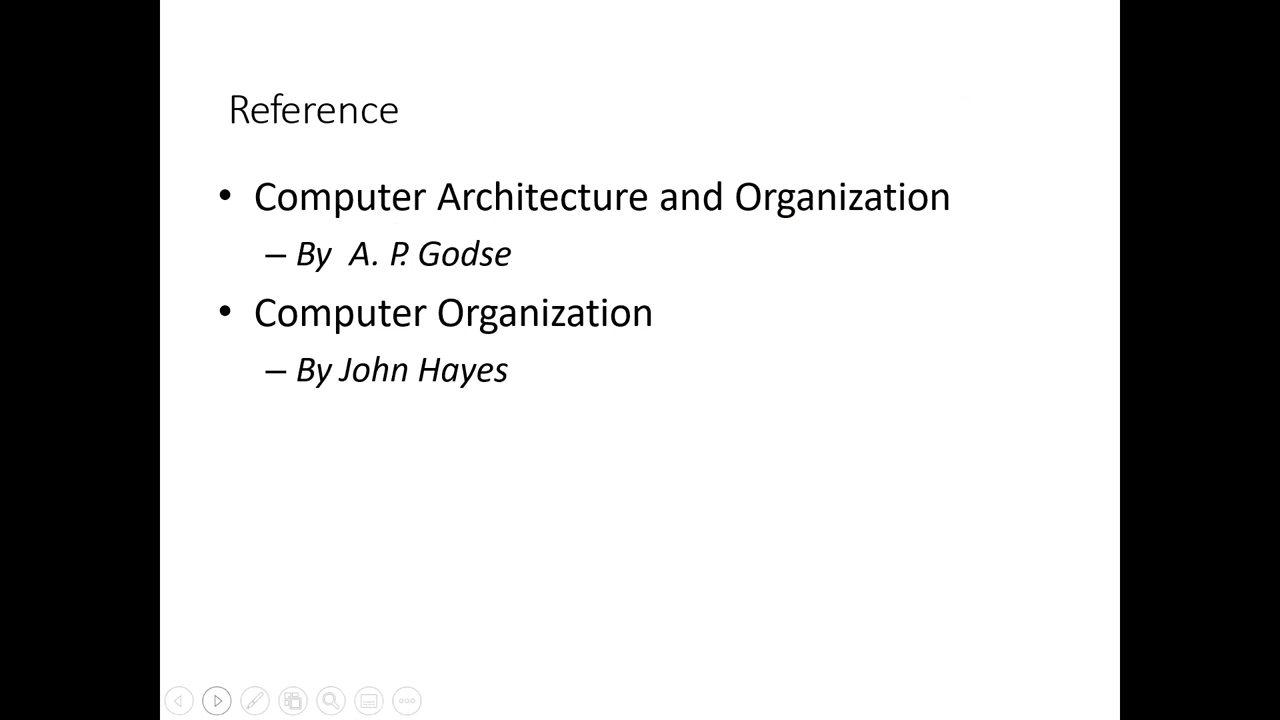 Reference
• Computer Architecture and Organization
– By A. P. Godse
• Computer Organization
– By John Hayes